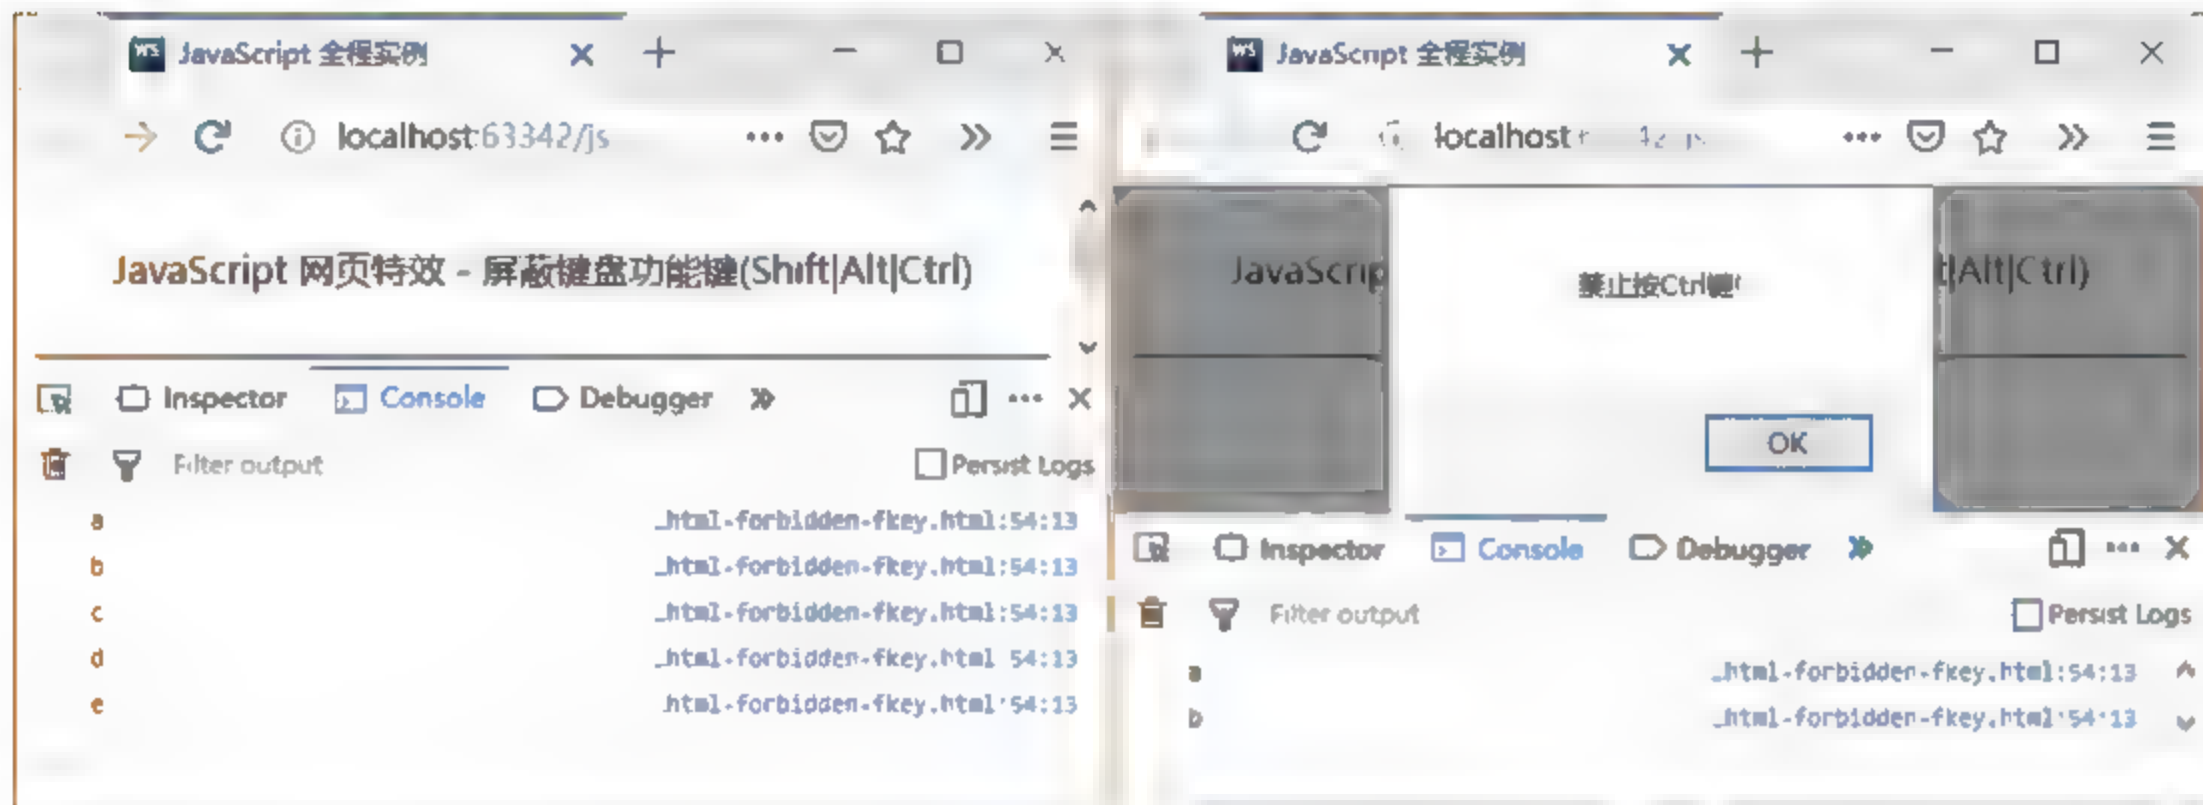 JavaScript 全程实例
localhost:63342/js
JavaScript 网页特效 - 屏蔽键盘功能键(Shift|Alt|Ctrl)
Inspector Console Debugger
Filter output Persist Logs
a _html-forbidden-fkey.html:54:13
b _html-forbidden-fkey.html:54:13
c _html-forbidden-fkey.html:54:13
d _html-forbidden-fkey.html 54:13
e html-forbidden-fkey.html:54:13
JavaScript 全程实例
localhost
JavaScrip t|Alt|Ctrl)
禁止按Ctrl键!
OK
Inspector Console Debugger
Filter output Persist Logs
a _html-forbidden-fkey.html:54:13
b _html-forbidden-fkey.html:54:13